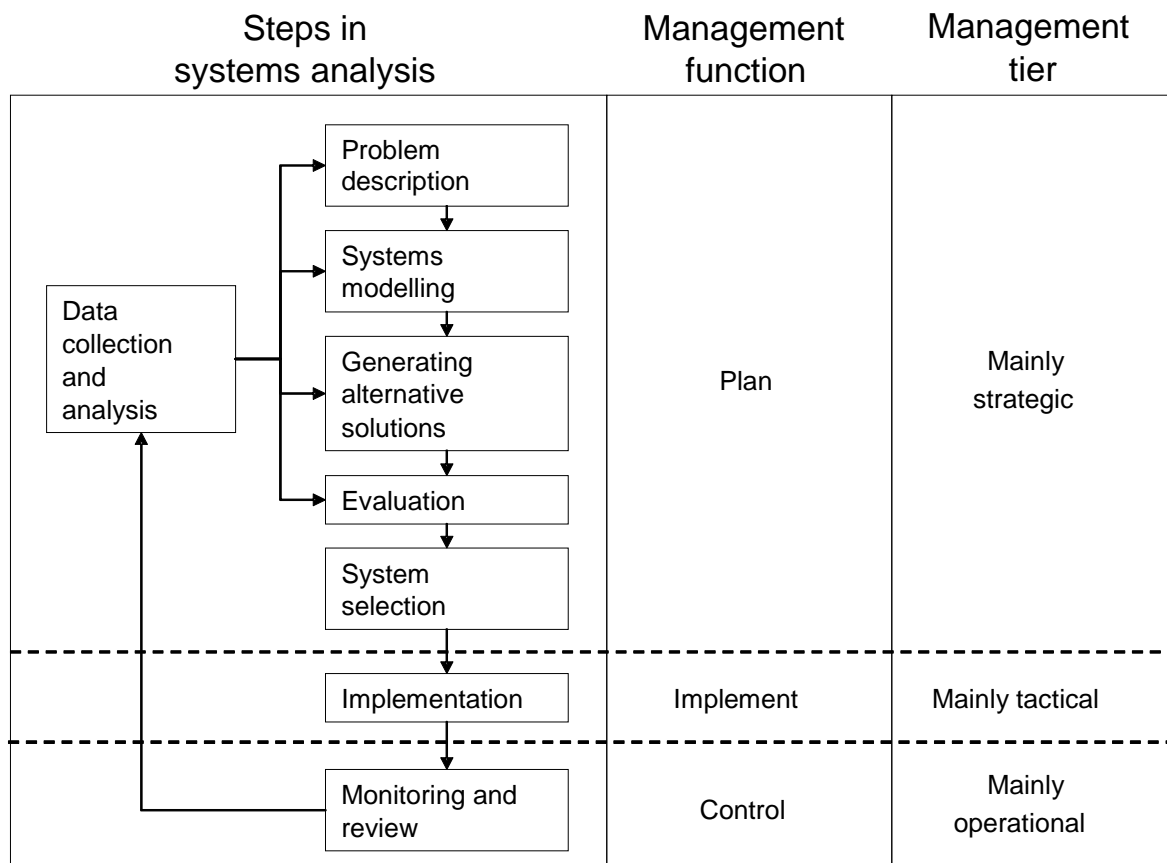 Steps in
systems analysis
Management
function
Management
tier
Problem
description
Systems
modelling
Data
collection
and
analysis
Generating
alternative
solutions
Plan
Mainly
strategic
Evaluation
System
selection
Implementation
Implement
Mainly tactical
Monitoring and
review
Control
Mainly
operational